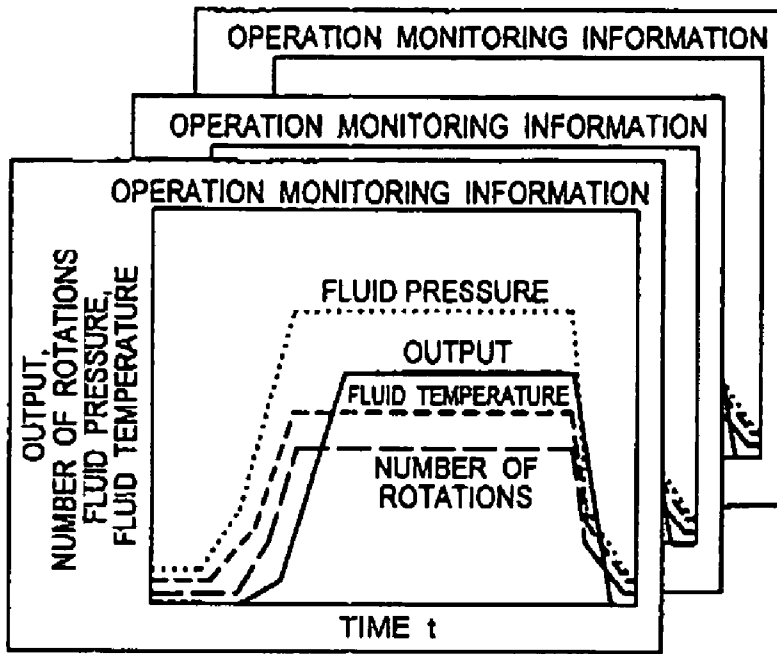 OPERATION MONITORING INFORMATION
OPERATION MONITORING INFORMATION
OPERATION MONITORING INFORMATION
OUTPUT,
NUMBER OF ROTATIONS
FLUID PRESSURE,
FLUID TEMPERATURE
FLUID PRESSURE
OUTPUT
FLUID TEMPERATURE
NUMBER OF
ROTATIONS
TIME t